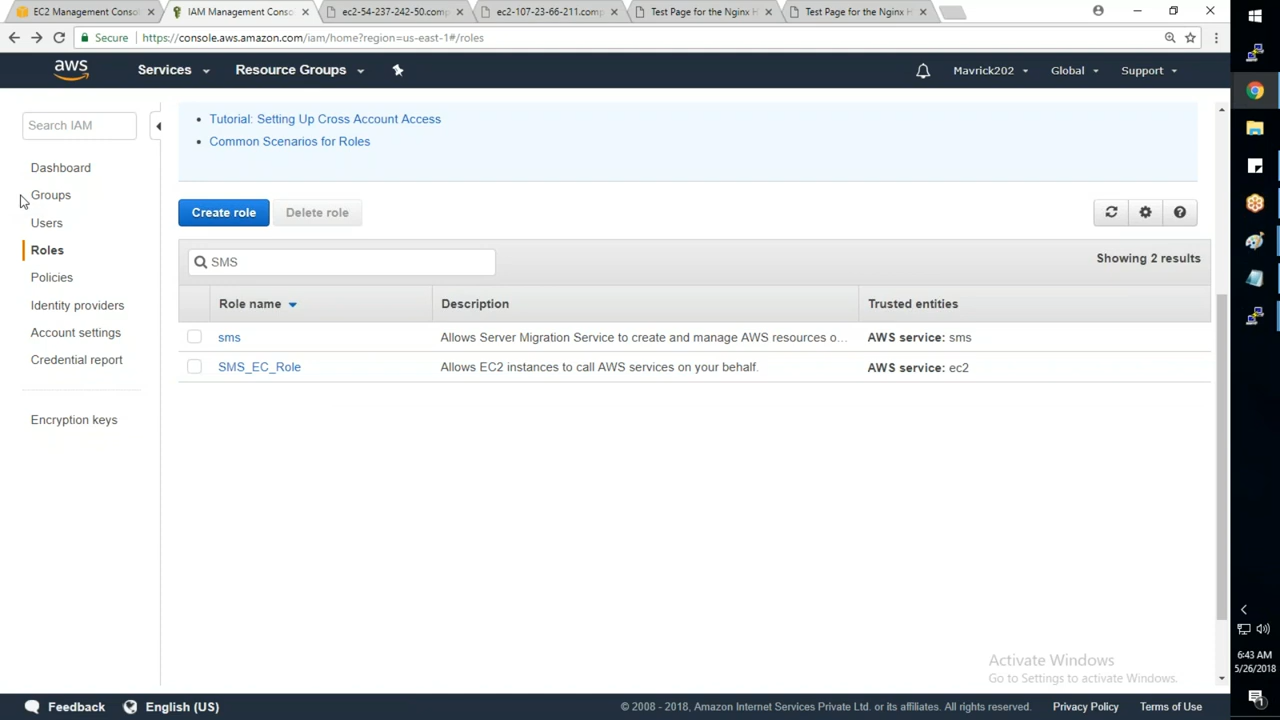 EC2 Management Consol
IAM Management Conso
ec2-54-237-242-50.comp
ec2-107-23-66-211.comp
Test Page for the Nginx H
Test Page for the Nginx H
Secure
https://console.aws.amazon.com/iam/home?region=us-east-1#/roles
aws
Services
Resource Groups
Mavrick202
Global
Support
Search IAM
Dashboard
Groups
Users
Roles
Policies
Identity providers
Account settings
Credential report
Encryption keys
Tutorial: Setting Up Cross Account Access
Common Scenarios for Roles
Create role
Delete role
SMS
Showing 2 results
Role name
Description
Trusted entities
sms
Allows Server Migration Service to create and manage AWS resources o...
AWS service: sms
SMS_EC_Role
Allows EC2 instances to call AWS services on your behalf.
AWS service: ec2
Activate Windows
Go to Settings to activate Windows.
Feedback
English (US)
© 2008 - 2018, Amazon Internet Services Private Ltd. or its affiliates. All rights reserved.
Privacy Policy
Terms of Use
6:43 AM
5/26/2018
1